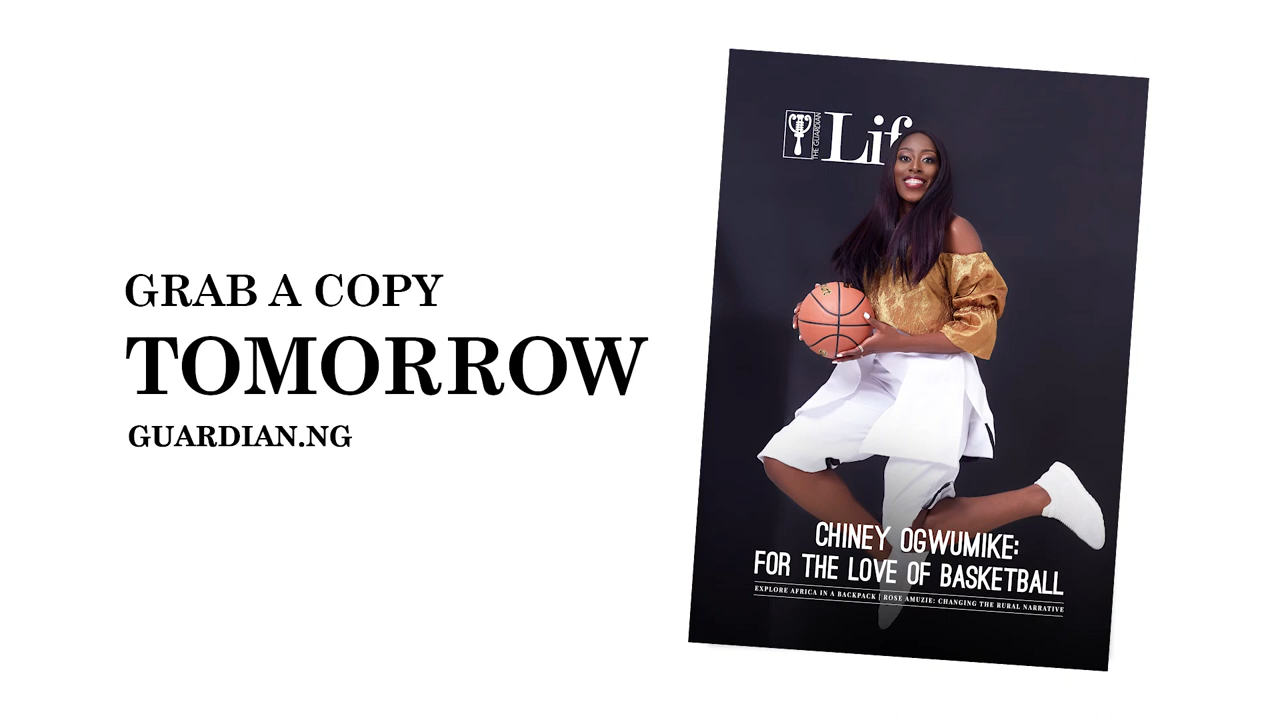 GRAB A COPY
TOMORROW
GUARDIAN.NG
THE GUARDIAN
Lif
CHINEY OGWUMIKE:
FOR THE LOVE OF BASKETBALL
EXPLORE AFRICA IN A BACKPACK | ROSE AMUZIE: CHANGING THE RURAL NARRATIVE